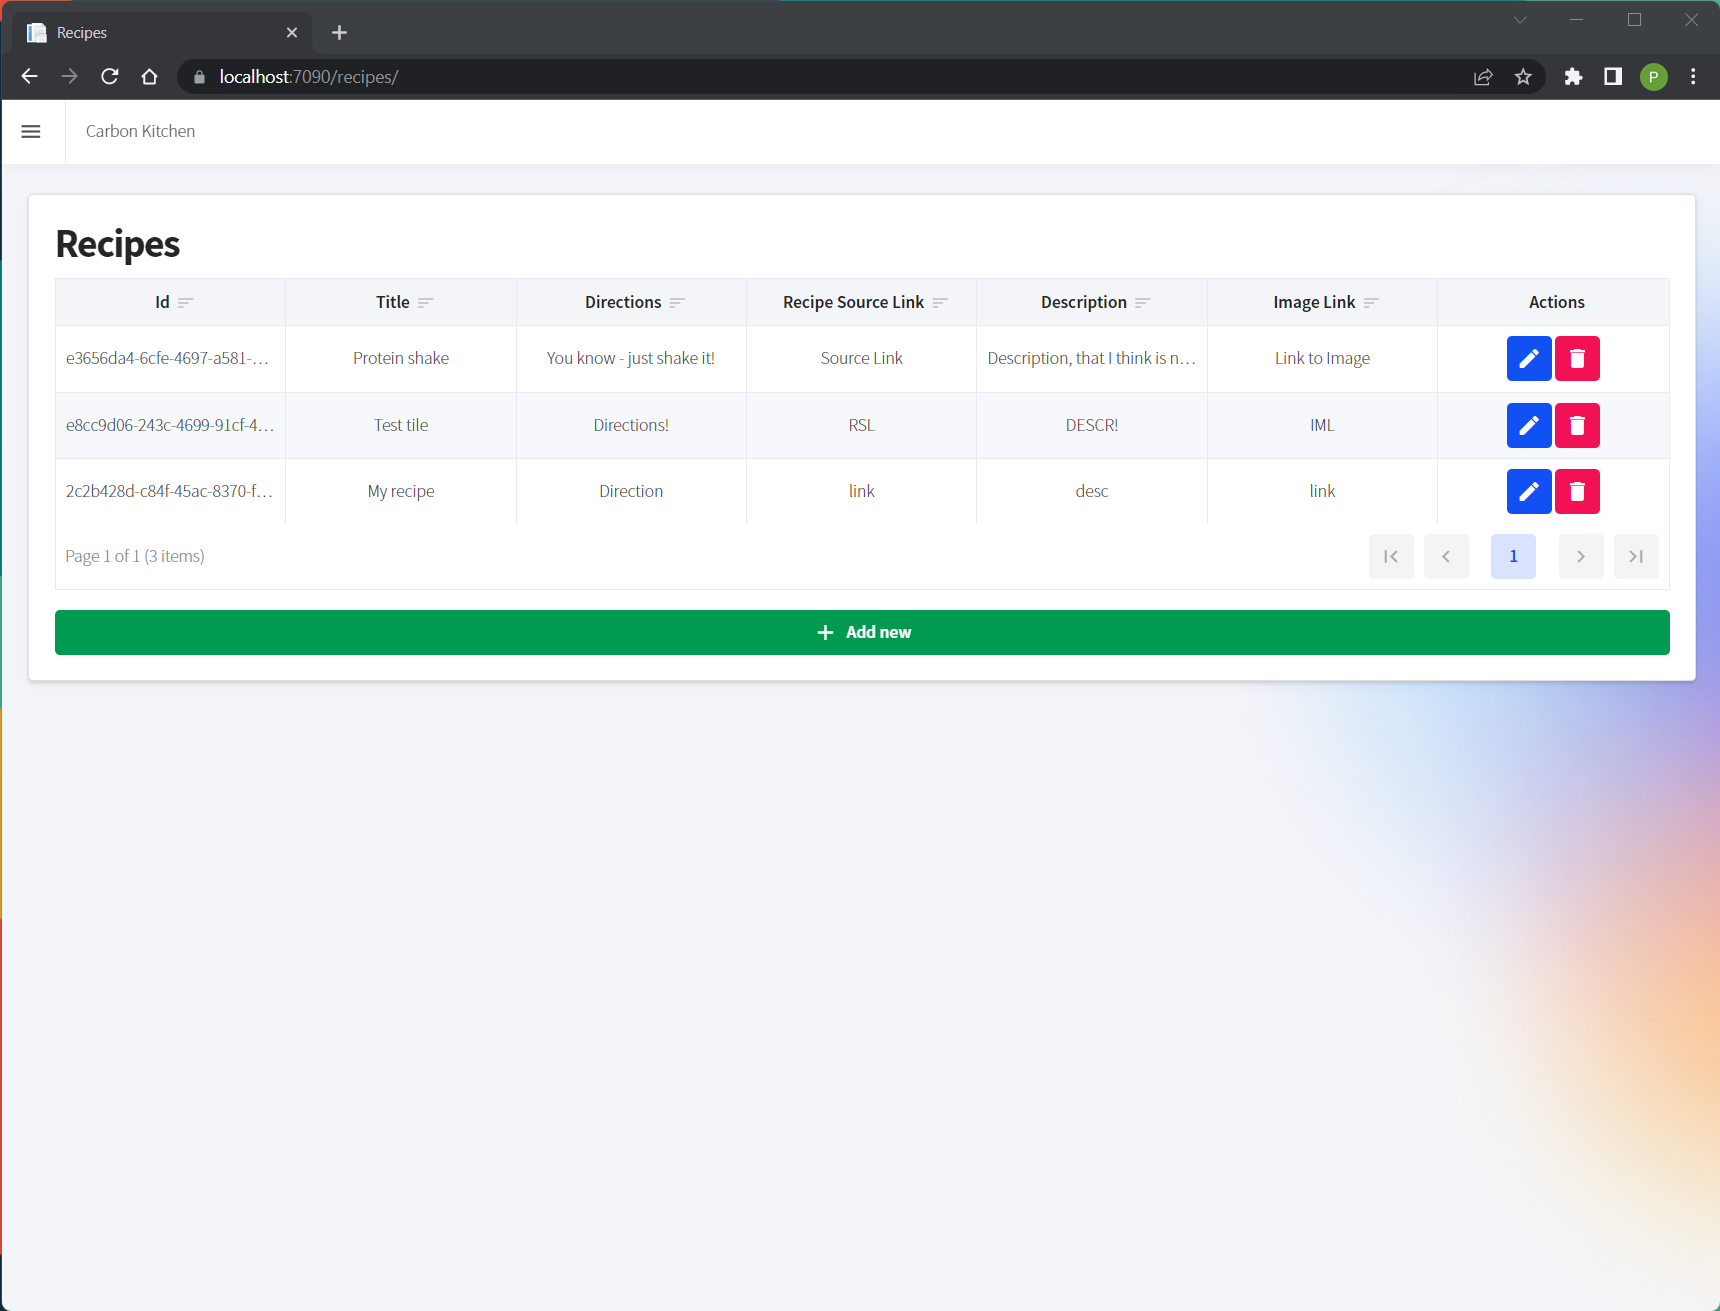 Recipes
localhost:7090/recipes/
P
Carbon Kitchen
Recipes
Id Title Directions Recipe Source Link Description Image Link Actions
e3656da4-6cfe-4697-a581-... Protein shake You know - just shake it! Source Link Description, that I think is n... Link to Image
e8cc9d06-243c-4699-91cf-4... Test tile Directions! RSL DESCR! IML
2c2b428d-c84f-45ac-8370-f... My recipe Direction link desc link
Page 1 of 1 (3 items) 1
Add new